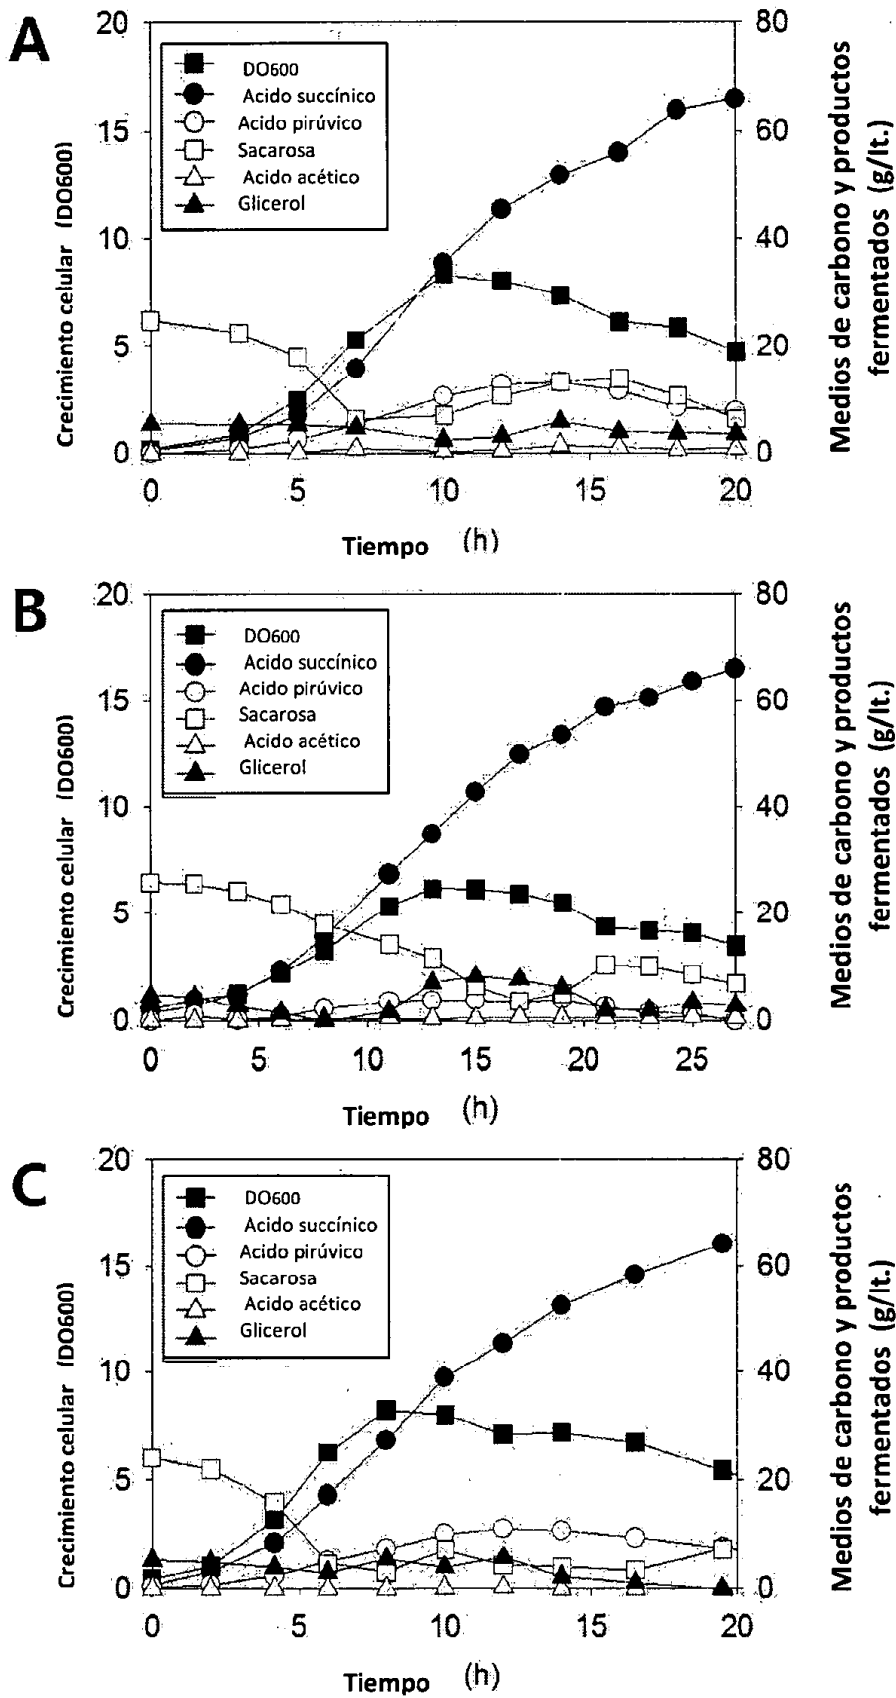 A
20
15
10
5
0
80
60
40
20
0
DO600
Acido succínico
Acido pirúvico
Sacarosa
Acido acético
Glicerol
Crecimiento celular (DO600)
Medios de carbono y productos
fermentados (g/lt.)
0 5 10 15 20
Tiempo (h)
B
20
15
10
5
0
80
60
40
20
0
DO600
Acido succínico
Acido pirúvico
Sacarosa
Acido acético
Glicerol
Crecimiento celular (DO600)
Medios de carbono y productos
fermentados (g/lt.)
0 5 10 15 20 25
Tiempo (h)
C
20
15
10
5
0
80
60
40
20
0
DO600
Acido succínico
Acido pirúvico
Sacarosa
Acido acético
Glicerol
Crecimiento celular (DO600)
Medios de carbono y productos
fermentados (g/lt.)
0 5 10 15 20
Tiempo (h)